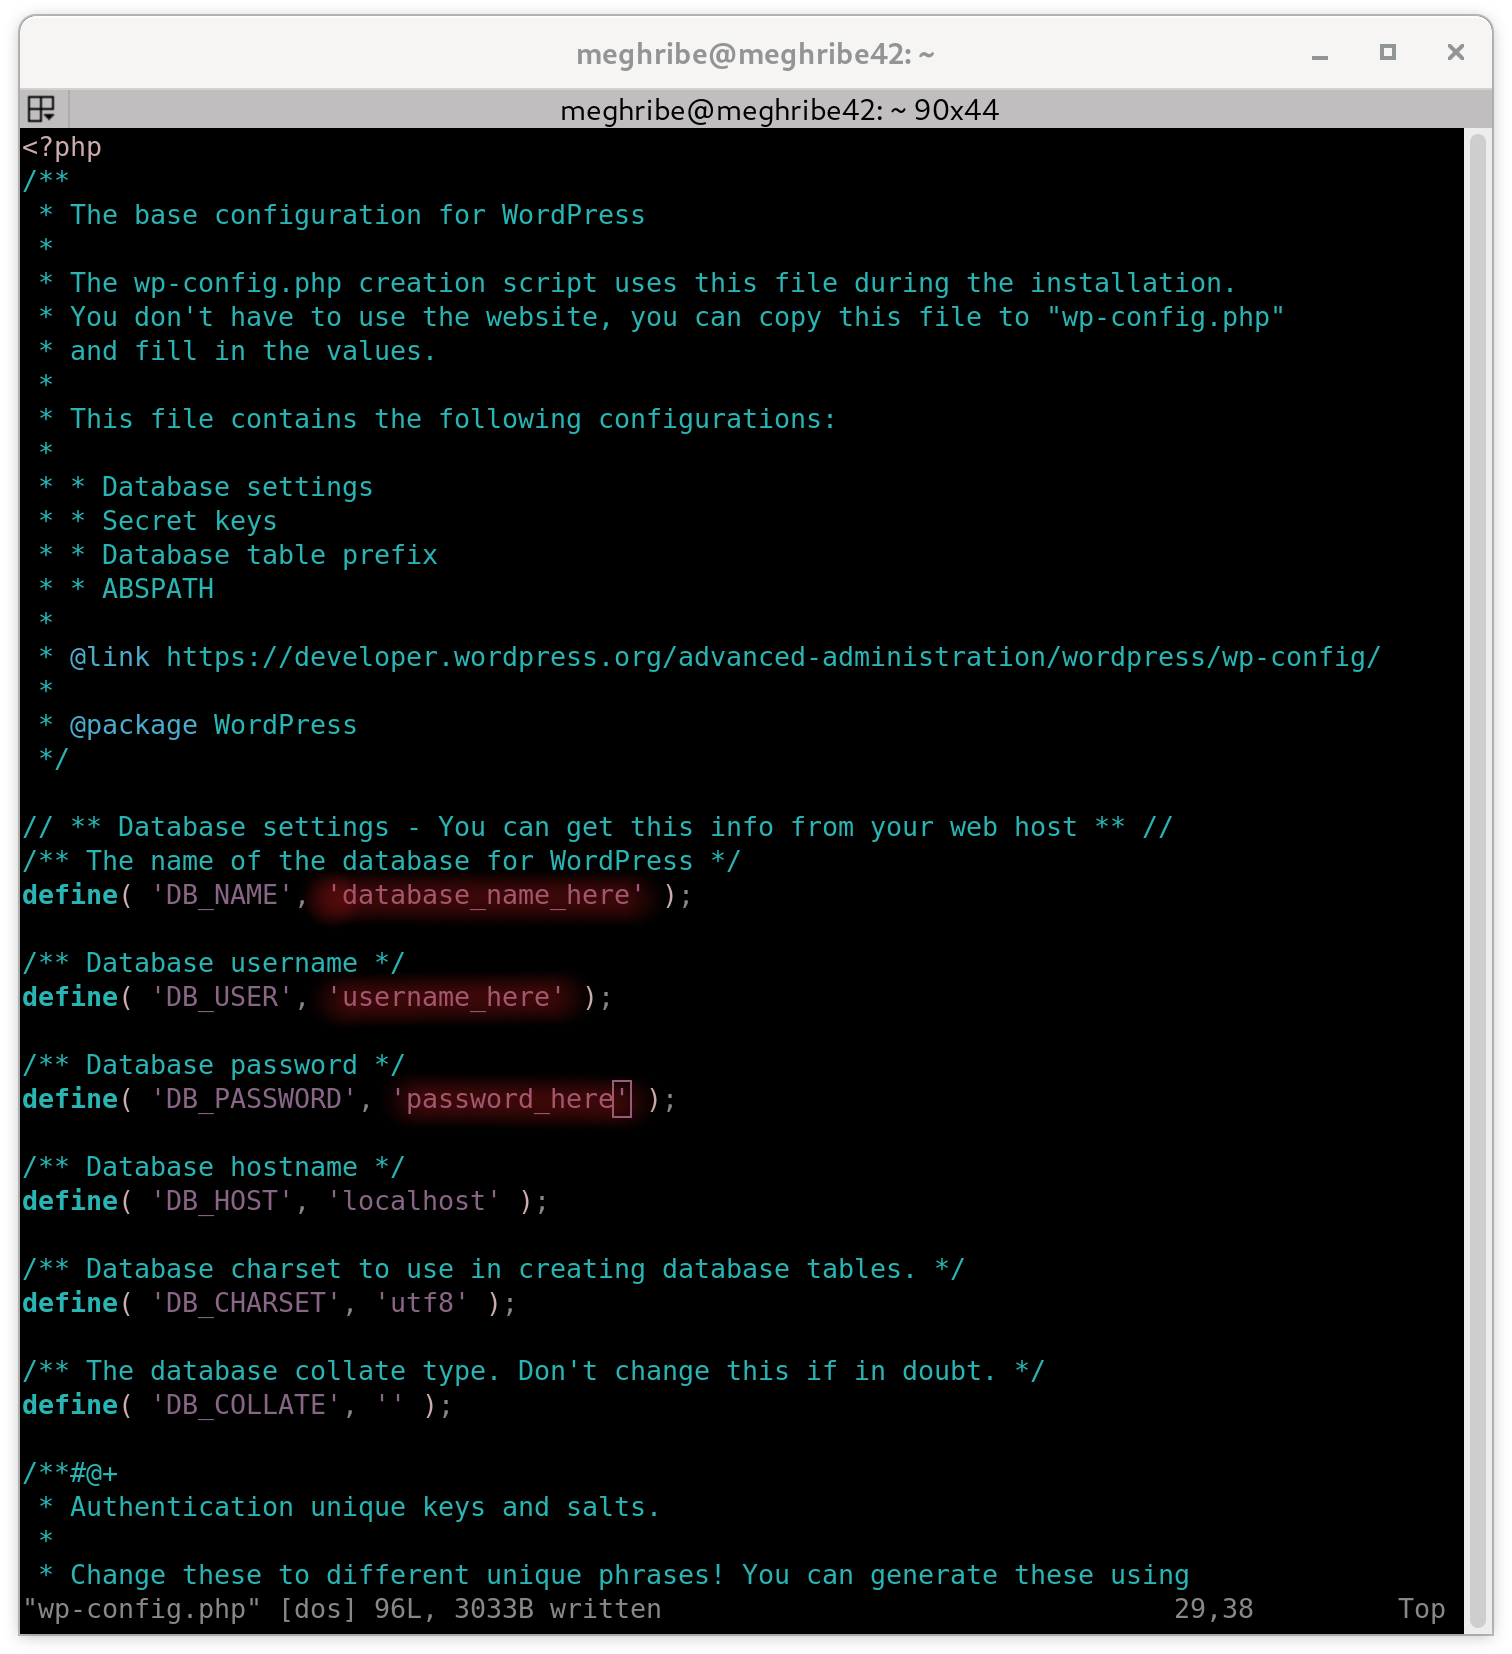 meghribe@meghribe42: ~
meghribe@meghribe42: ~ 90x44
<?php
/**
 * The base configuration for WordPress
 *
 * The wp-config.php creation script uses this file during the installation.
 * You don't have to use the website, you can copy this file to "wp-config.php"
 * and fill in the values.
 *
 * This file contains the following configurations:
 *
 * * Database settings
 * * Secret keys
 * * Database table prefix
 * * ABSPATH
 *
 * @link https://developer.wordpress.org/advanced-administration/wordpress/wp-config/
 *
 * @package WordPress
 */

// ** Database settings - You can get this info from your web host ** //
/** The name of the database for WordPress */
define( 'DB_NAME', 'database_name_here' );

/** Database username */
define( 'DB_USER', 'username_here' );

/** Database password */
define( 'DB_PASSWORD', 'password_here' );

/** Database hostname */
define( 'DB_HOST', 'localhost' );

/** Database charset to use in creating database tables. */
define( 'DB_CHARSET', 'utf8' );

/** The database collate type. Don't change this if in doubt. */
define( 'DB_COLLATE', '' );

/**#@+
 * Authentication unique keys and salts.
 *
 * Change these to different unique phrases! You can generate these using
"wp-config.php" [dos] 96L, 3033B written 29,38 Top